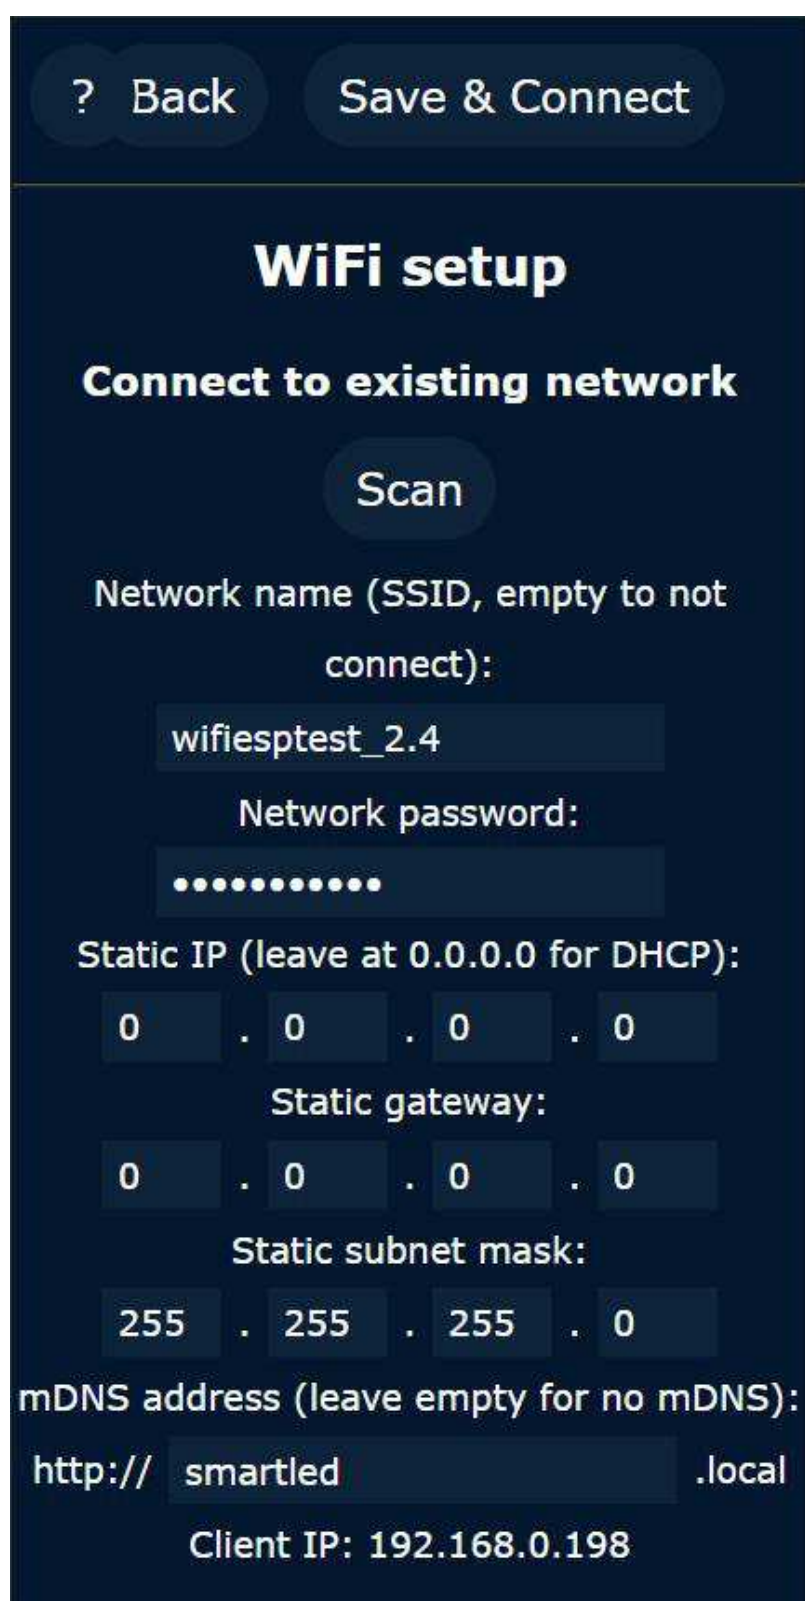 ? Back Save & Connect
WiFi setup
Connect to existing network
Scan
Network name (SSID, empty to not
connect):
wifiesptest_2.4
Network password:
•••••••••••
Static IP (leave at 0.0.0.0 for DHCP):
0 . 0 . 0 . 0
Static gateway:
0 . 0 . 0 . 0
Static subnet mask:
255 . 255 . 255 . 0
mDNS address (leave empty for no mDNS):
http:// smartled .local
Client IP: 192.168.0.198